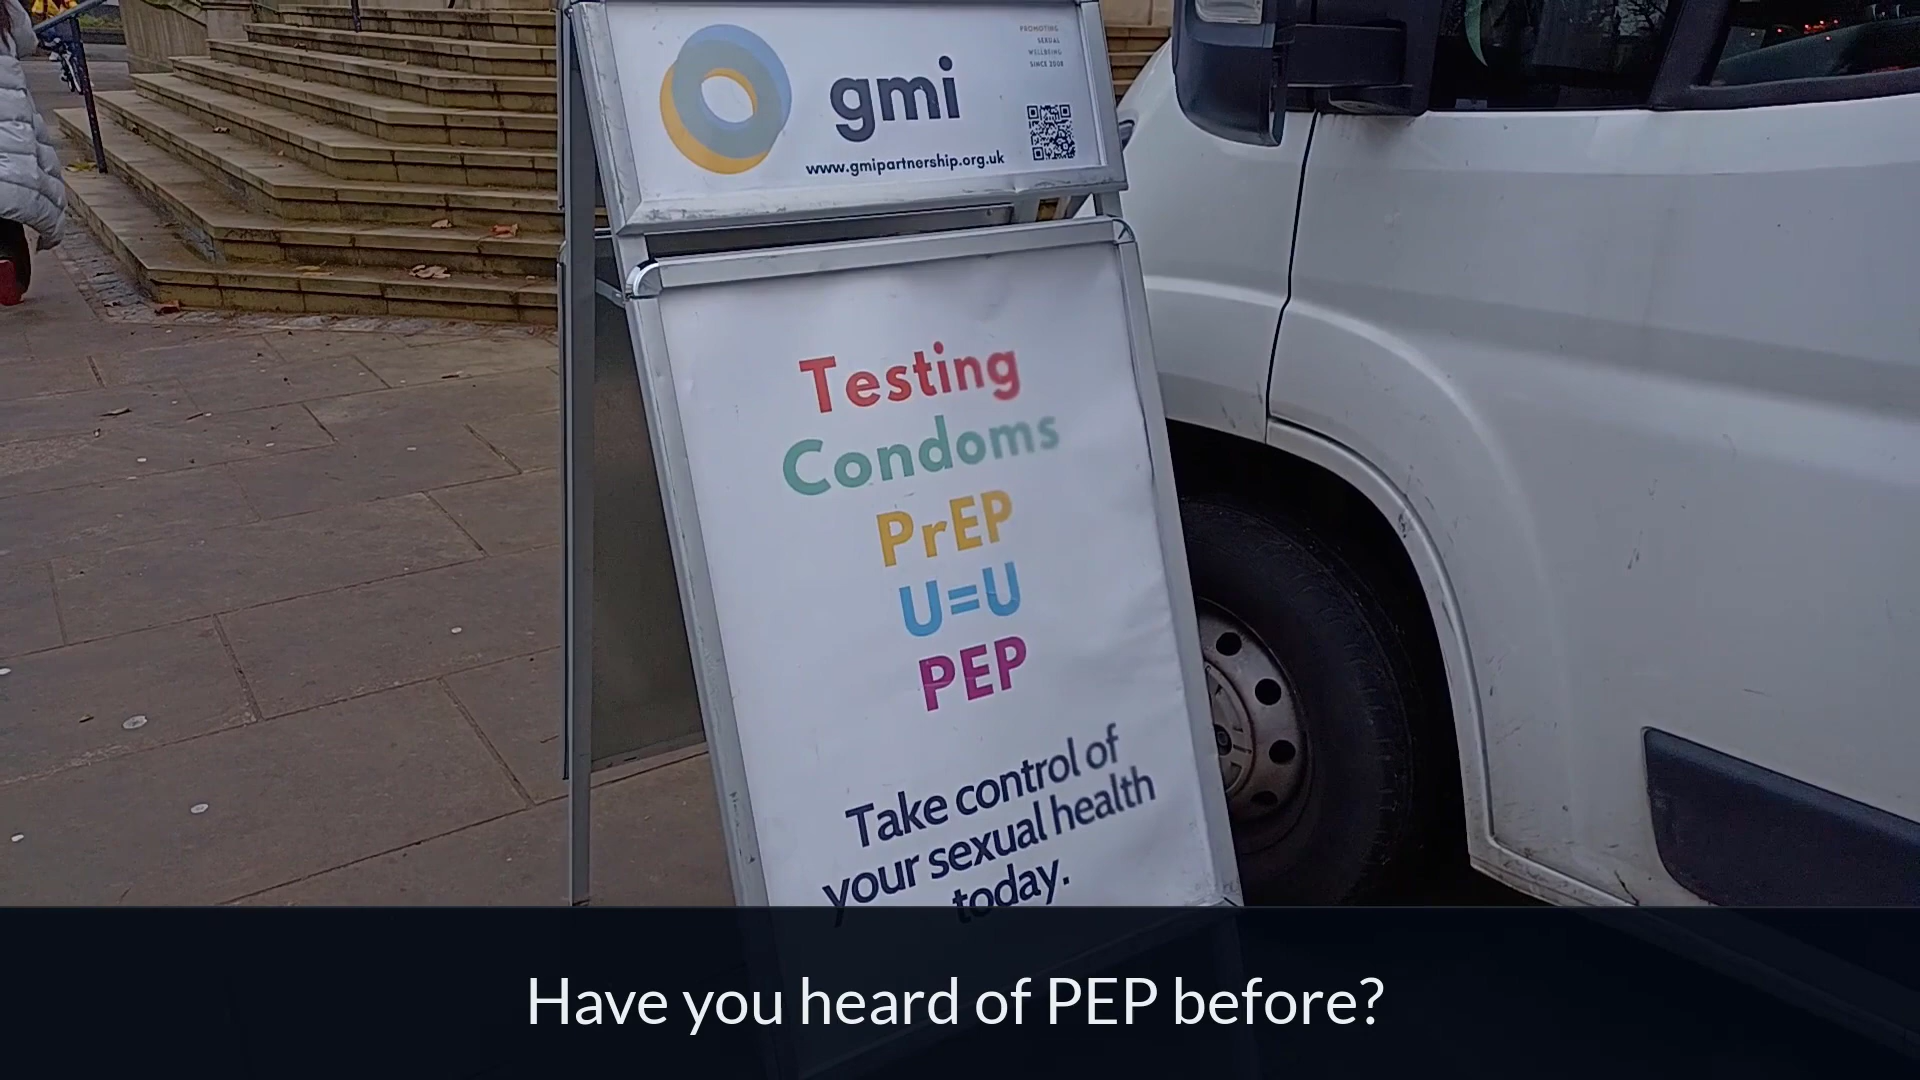 gmi
PROMOTING
SEXUAL
WELLBEING
SINCE 2008
www.gmipartnership.org.uk
Testing
Condoms
PrEP
U=U
PEP
Take control of
your sexual health
today.
Have you heard of PEP before?